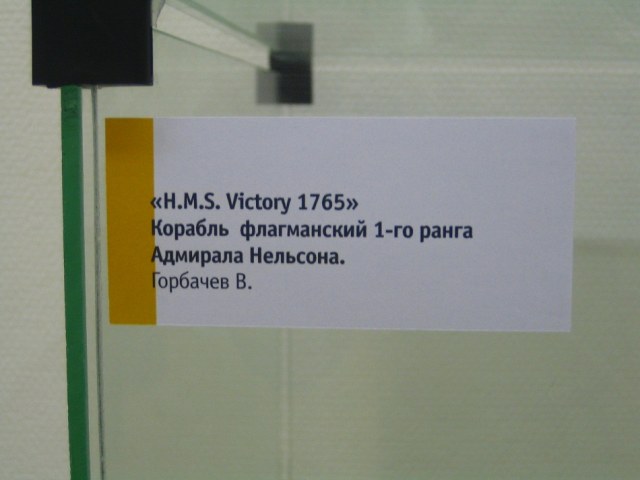 «H.M.S. Victory 1765»
Корабль флагманский 1-го ранга
Адмирала Нельсона.
Горбачев В.